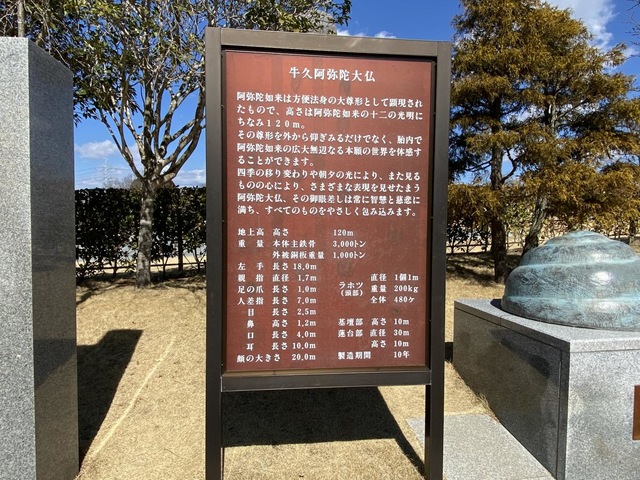 牛久阿弥陀大仏
阿弥陀如来は方便法身の大尊形として顕現され
たもので、高さは阿弥陀如来の十二の光明に
ちなみ120m。
その尊形を外から仰ぎみるだけでなく、胎内で
阿弥陀如来の広大無辺なる本願の世界を体感す
ることができます。
四季の移り変わりや朝夕の光により、また見る
ものの心により、さまざまな表現を見せたまう
阿弥陀大仏、その御眼差しは常に智慧と慈悲に
満ち、すべてのものをやさしく包み込みます。
地上高 高さ 120m
重量 本体主鉄骨 3,000トン
外被銅板重量 1,000トン
左手 長さ 18.0m
親指 直径 1.7m
足の爪 長さ 1.0m
人差指 長さ 7.0m
目 長さ 2.5m
鼻 高さ 1.2m
口 長さ 4.0m
耳 長さ 10.0m
顔の大きさ 20.0m
ラホツ(頭部) 直径 1個1m
重量 200kg
全体 480ケ
基壇部 高さ 10m
蓮台部 直径 30m
高さ 10m
製造期間 10年